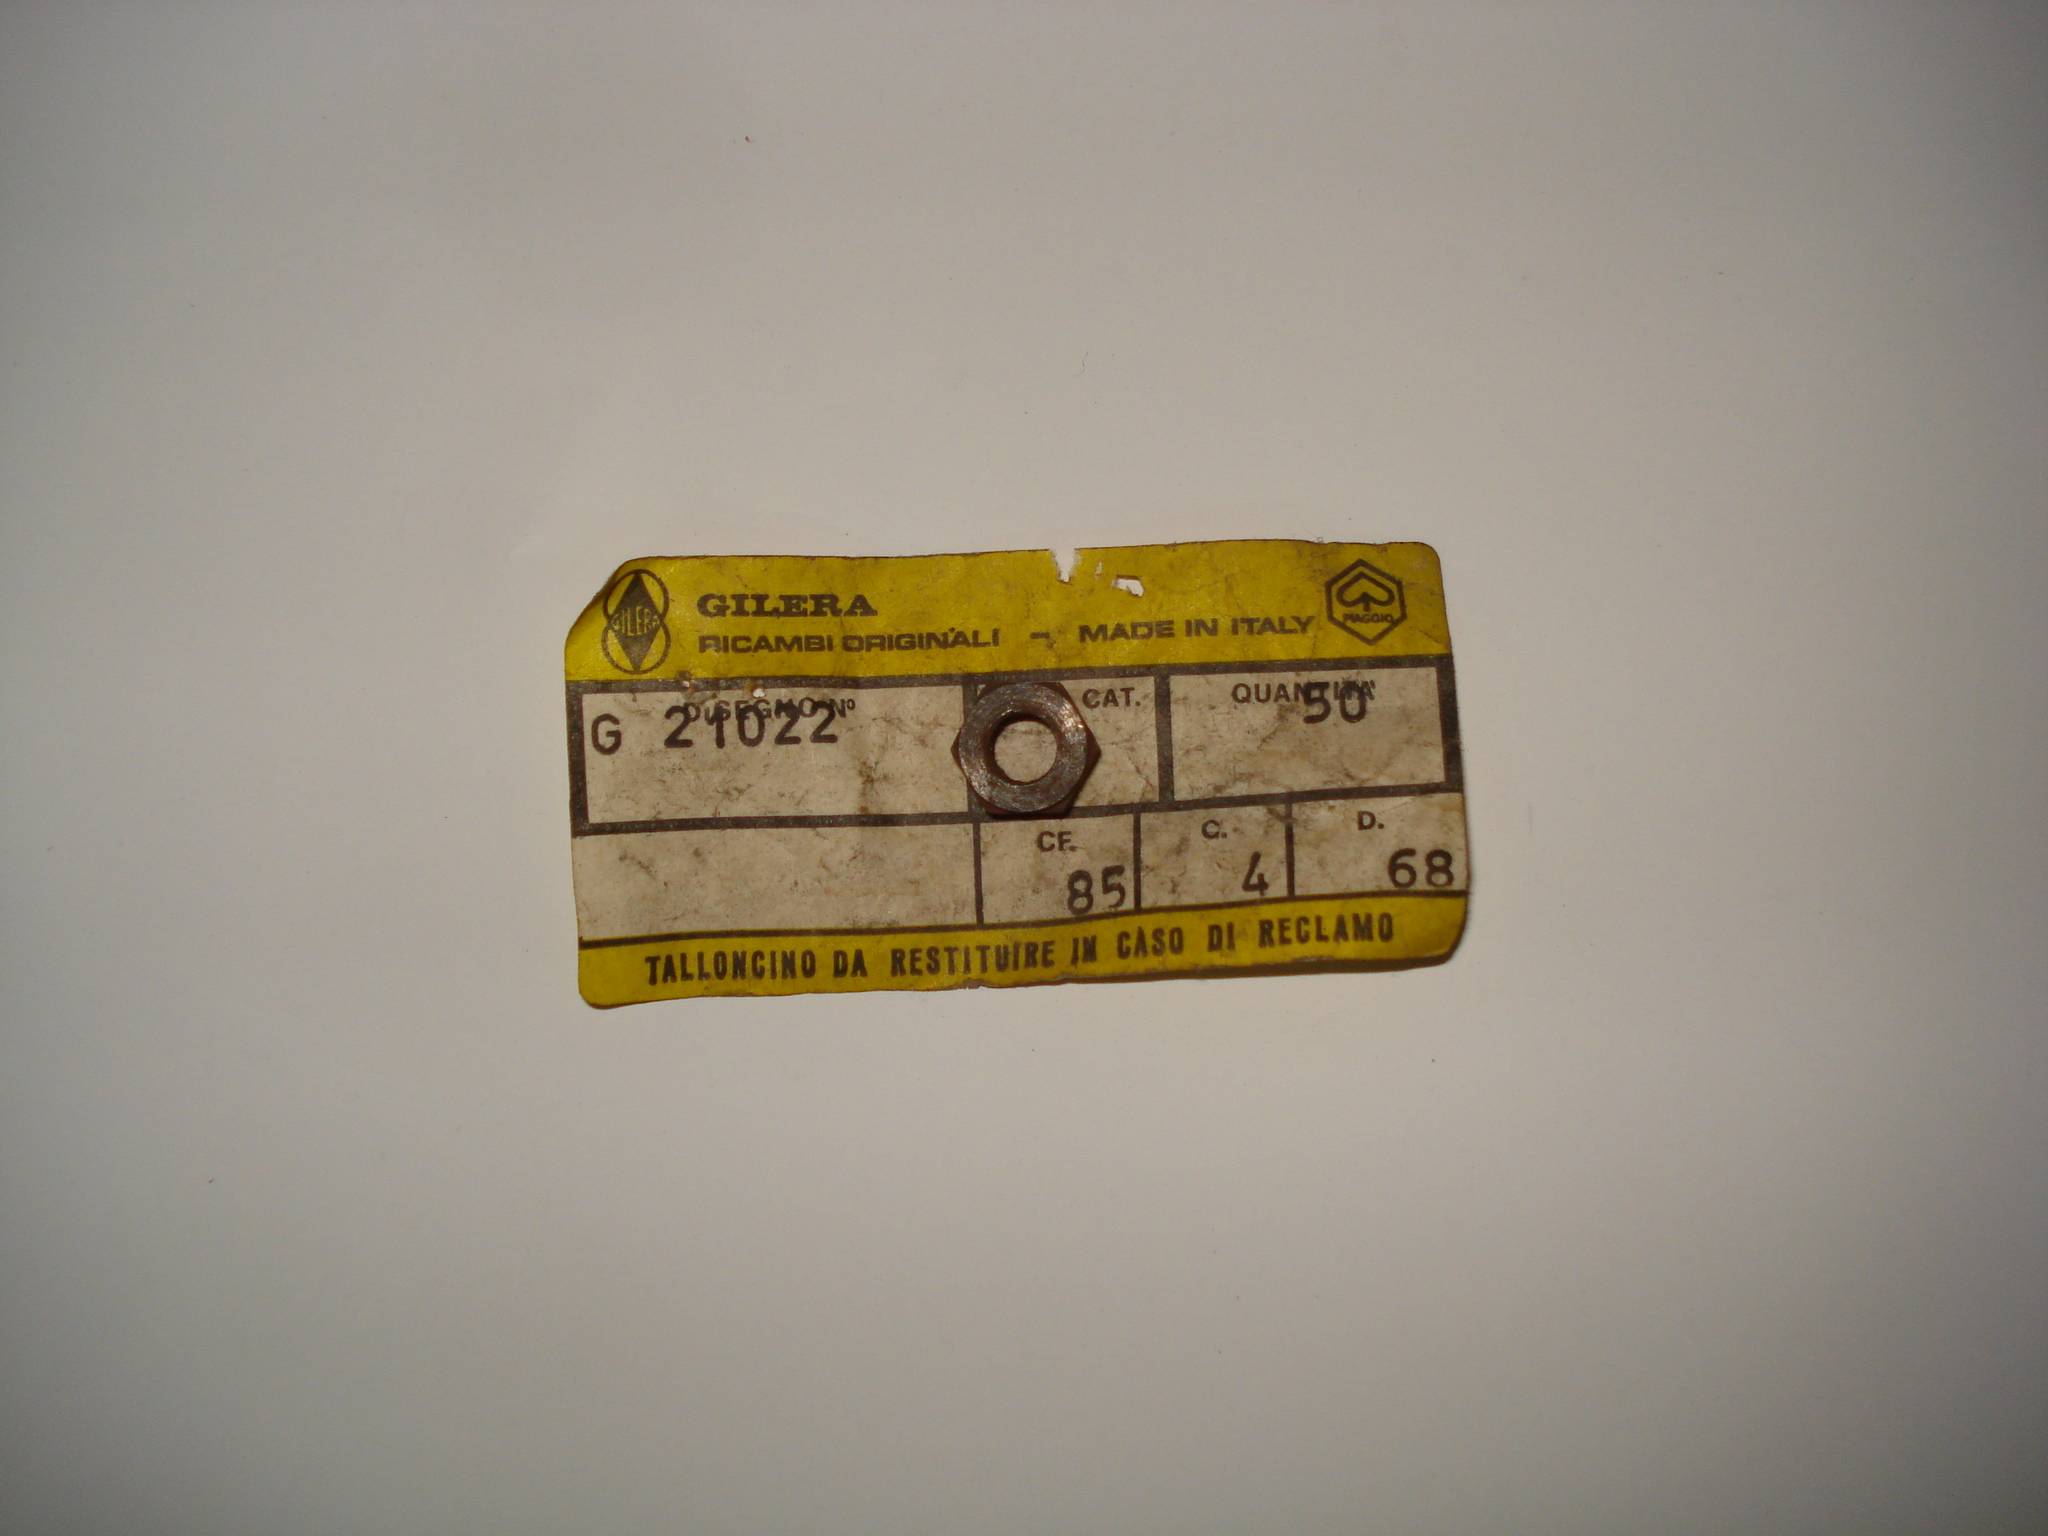 GILERA
GILERA
RICAMBI ORIGINALI - MADE IN ITALY
PIAGGIO
DISEGNO Nº
CAT.
QUANTITA'
G 21022
50
CF.
C.
D.
85
4
68
TALLONCINO DA RESTITUIRE IN CASO DI RECLAMO